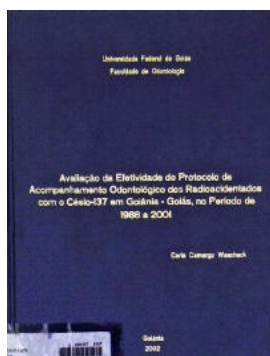 Universidade Federal de Goiás
Faculdade de Odontologia
Avaliação da Efetividade do Protocolo de
Acompanhamento Odontológico dos Radioacidentados
com o Césio-137 em Goiânia - Goiás, no Período de
1988 a 2001
Carla Camargo
Goiânia
2002